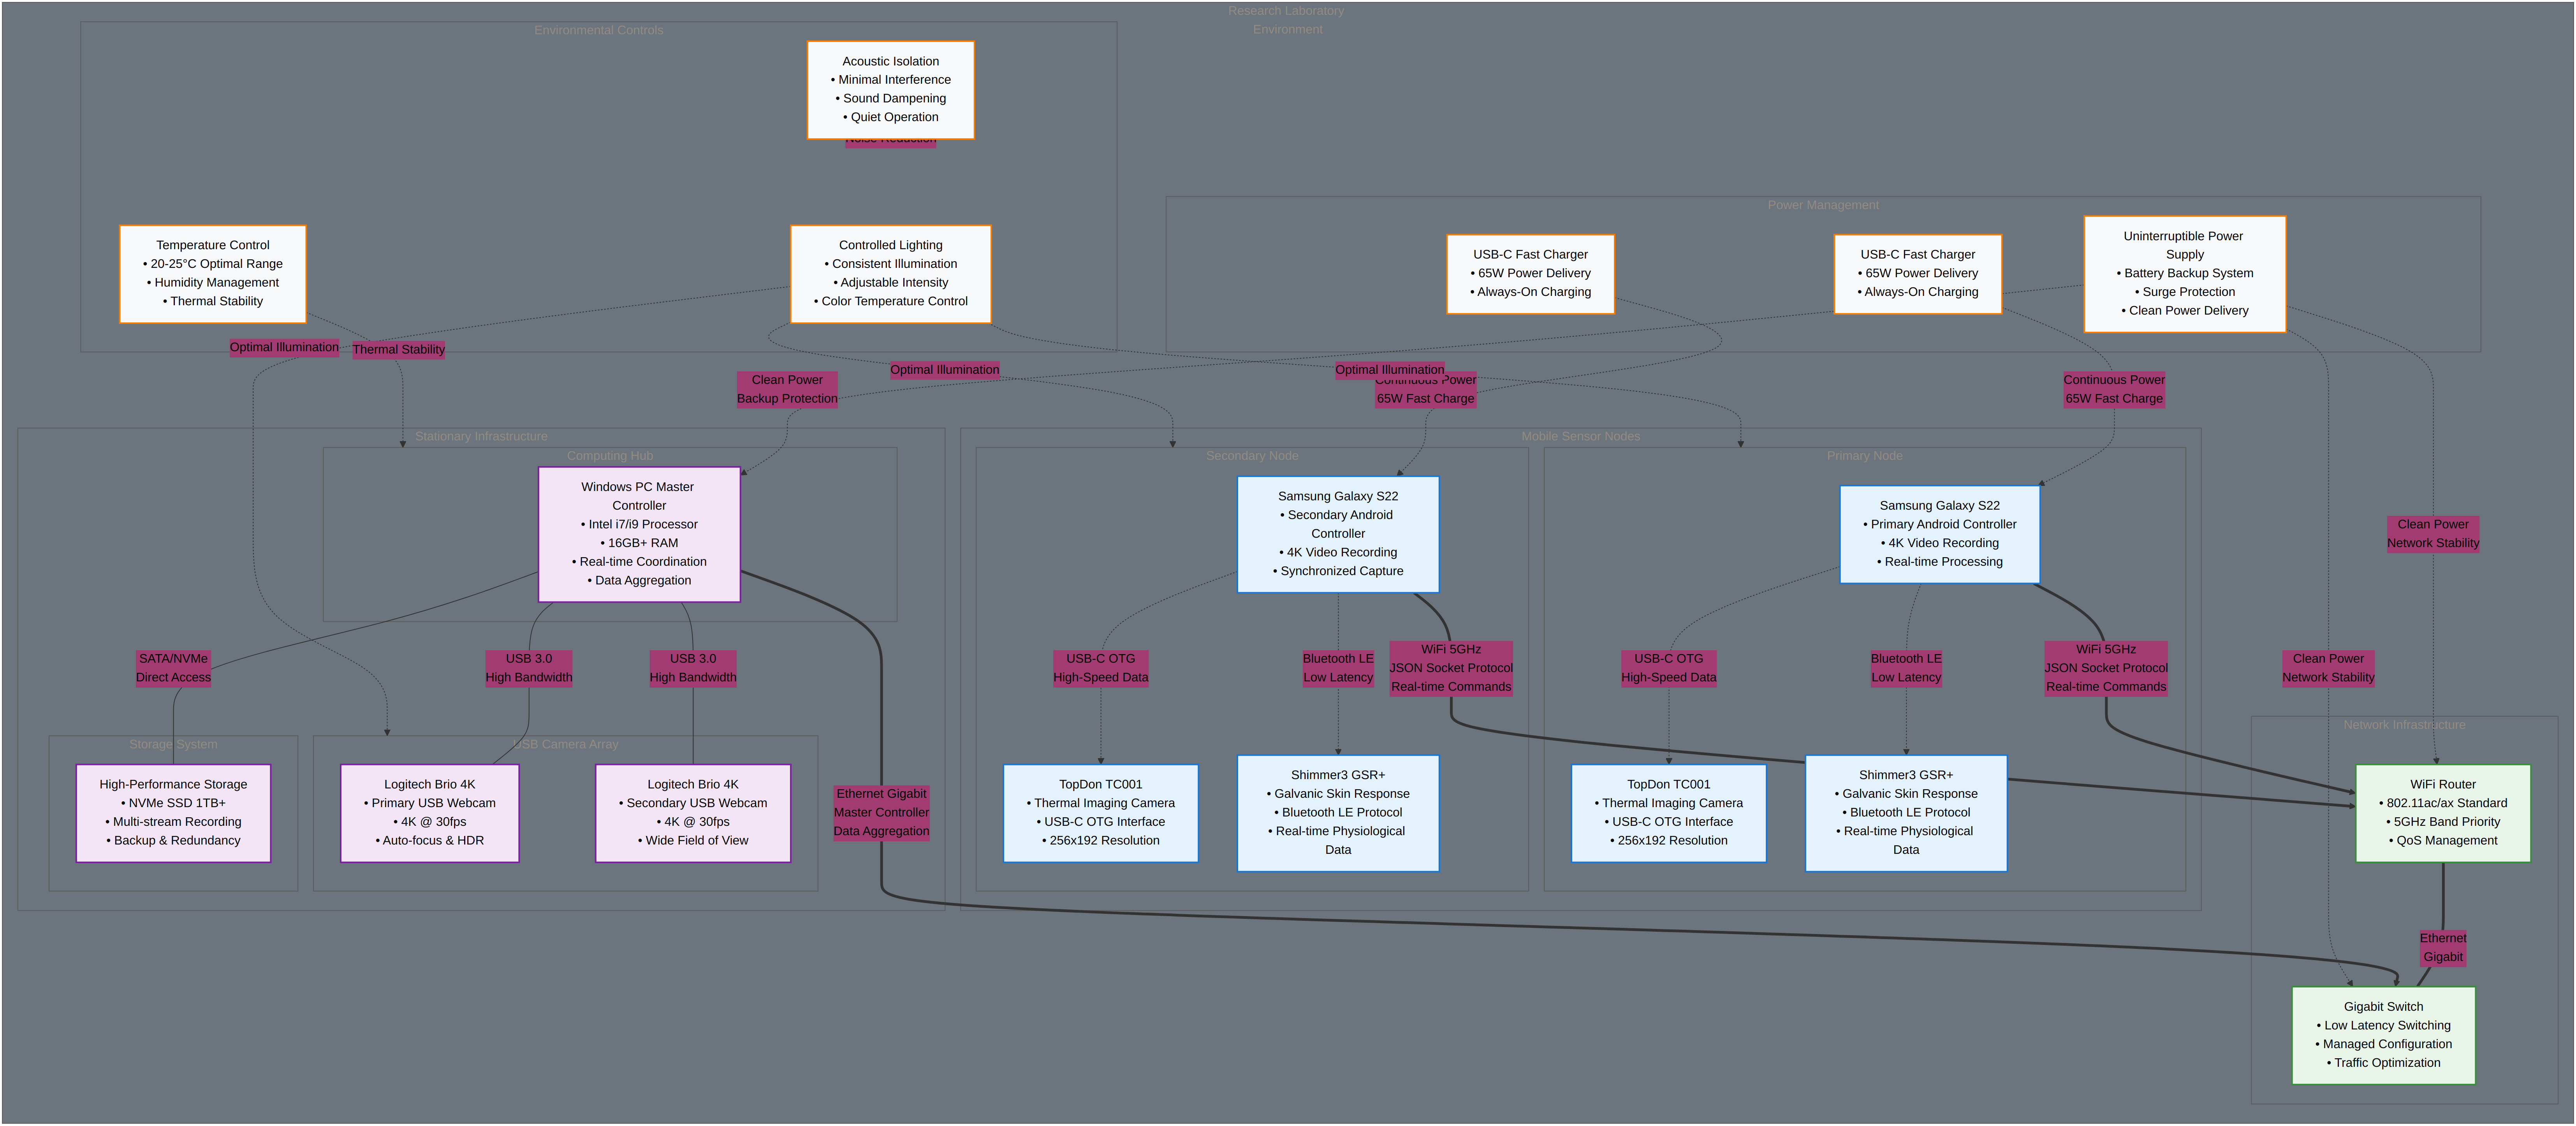 Research Laboratory
Environment
Environmental Controls
Acoustic Isolation
• Minimal Interference
• Sound Dampening
• Quiet Operation
Noise Reduction
Power Management
Temperature Control
• 20-25°C Optimal Range
• Humidity Management
• Thermal Stability
Controlled Lighting
• Consistent Illumination
• Adjustable Intensity
• Color Temperature Control
USB-C Fast Charger
• 65W Power Delivery
• Always-On Charging
USB-C Fast Charger
• 65W Power Delivery
• Always-On Charging
Uninterruptible Power
Supply
• Battery Backup System
• Surge Protection
• Clean Power Delivery
Optimal Illumination
Thermal Stability
Clean Power
Backup Protection
Optimal Illumination
Optimal Illumination
Continuous Power
65W Fast Charge
Continuous Power
65W Fast Charge
Stationary Infrastructure
Computing Hub
Windows PC Master
Controller
• Intel i7/i9 Processor
• 16GB+ RAM
• Real-time Coordination
• Data Aggregation
Mobile Sensor Nodes
Secondary Node
Samsung Galaxy S22
• Secondary Android
Controller
• 4K Video Recording
• Synchronized Capture
Primary Node
Samsung Galaxy S22
• Primary Android Controller
• 4K Video Recording
• Real-time Processing
Clean Power
Network Stability
SATA/NVMe
Direct Access
USB 3.0
High Bandwidth
USB 3.0
High Bandwidth
USB-C OTG
High-Speed Data
Bluetooth LE
Low Latency
WiFi 5GHz
JSON Socket Protocol
Real-time Commands
USB-C OTG
High-Speed Data
Bluetooth LE
Low Latency
WiFi 5GHz
JSON Socket Protocol
Real-time Commands
Clean Power
Network Stability
Storage System
High-Performance Storage
• NVMe SSD 1TB+
• Multi-stream Recording
• Backup & Redundancy
USB Camera Array
Logitech Brio 4K
• Primary USB Webcam
• 4K @ 30fps
• Auto-focus & HDR
Logitech Brio 4K
• Secondary USB Webcam
• 4K @ 30fps
• Wide Field of View
Ethernet Gigabit
Master Controller
Data Aggregation
TopDon TC001
• Thermal Imaging Camera
• USB-C OTG Interface
• 256x192 Resolution
Shimmer3 GSR+
• Galvanic Skin Response
• Bluetooth LE Protocol
• Real-time Physiological
Data
TopDon TC001
• Thermal Imaging Camera
• USB-C OTG Interface
• 256x192 Resolution
Shimmer3 GSR+
• Galvanic Skin Response
• Bluetooth LE Protocol
• Real-time Physiological
Data
Network Infrastructure
WiFi Router
• 802.11ac/ax Standard
• 5GHz Band Priority
• QoS Management
Ethernet
Gigabit
Gigabit Switch
• Low Latency Switching
• Managed Configuration
• Traffic Optimization